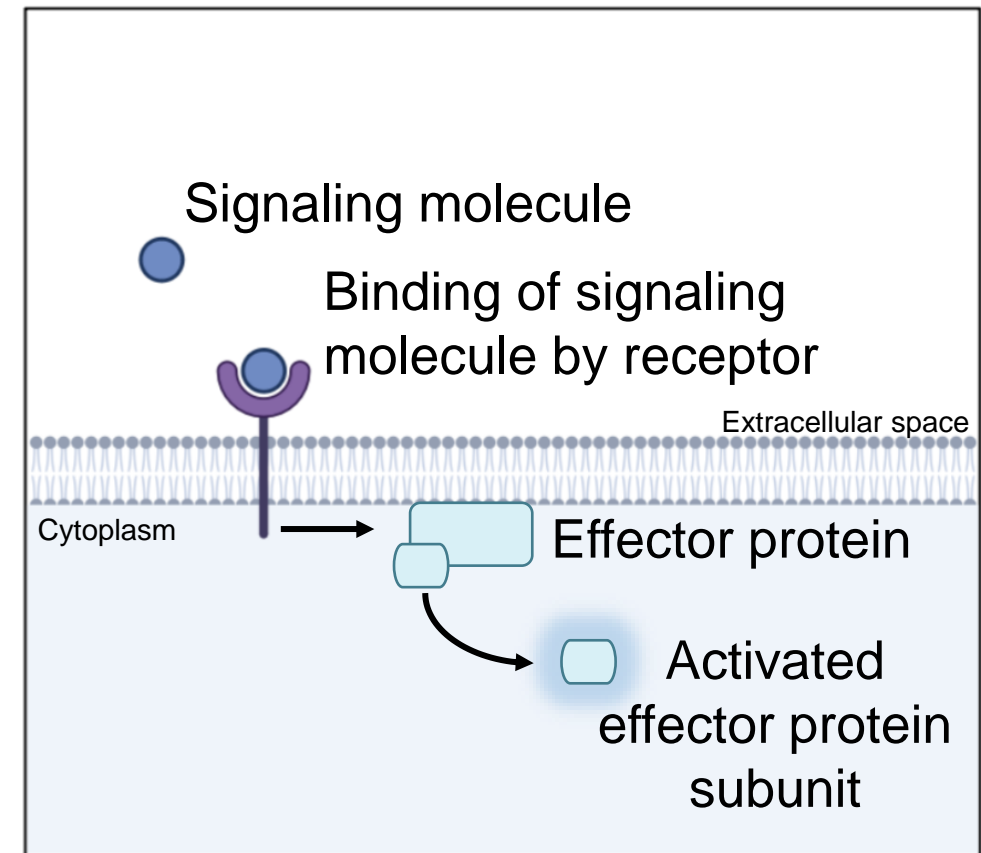 Signaling molecule
Binding of signaling
molecule by receptor
Extracellular space
Cytoplasm
Effector protein
Activated
effector protein
subunit